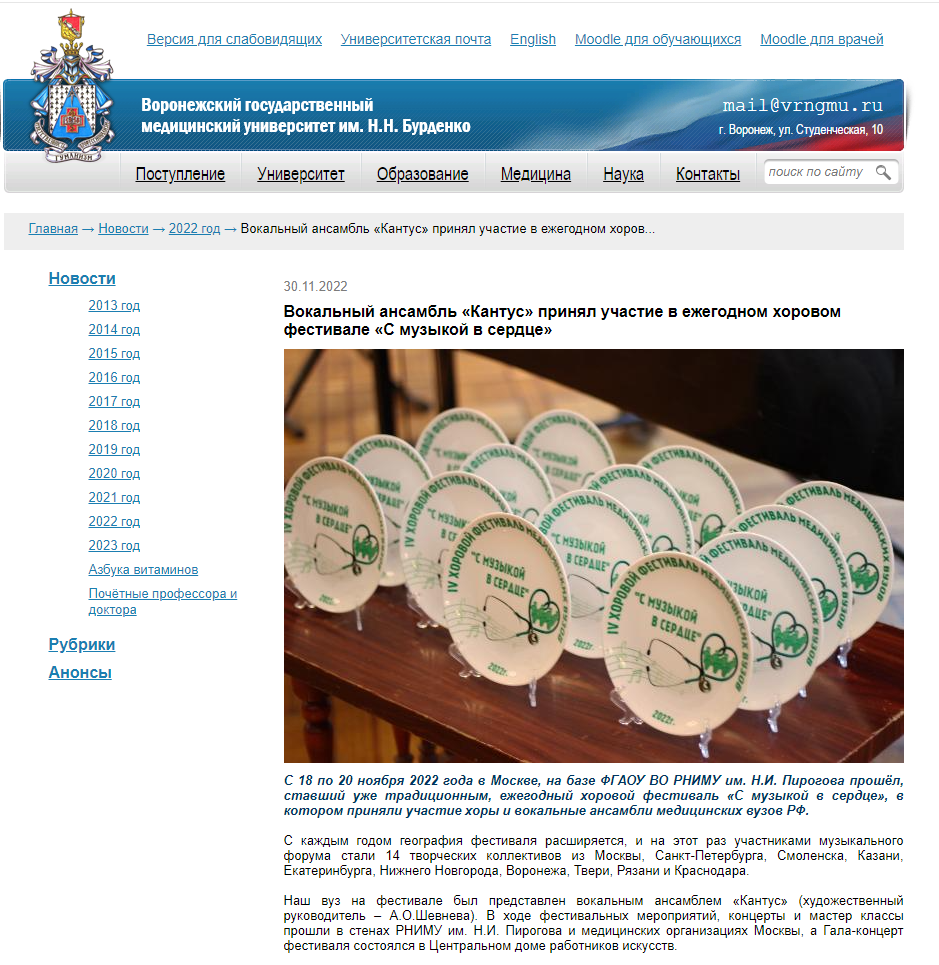 Версия для слабовидящих Университетская почта English Moodle для обучающихся Moodle для врачей
Воронежский государственный
медицинский университет им. Н.Н. Бурденко
mail@vrngmu.ru
г. Воронеж, ул. Студенческая, 10
ГУМАНИЗМ
Поступление Университет Образование Медицина Наука Контакты поиск по сайту
Главная → Новости → 2022 год → Вокальный ансамбль «Кантус» принял участие в ежегодном хоров...
Новости
2013 год
2014 год
2015 год
2016 год
2017 год
2018 год
2019 год
2020 год
2021 год
2022 год
2023 год
Азбука витаминов
Почётные профессора и
доктора
Рубрики
Анонсы
30.11.2022
Вокальный ансамбль «Кантус» принял участие в ежегодном хоровом
фестивале «С музыкой в сердце»
IV ХОРОВОЙ ФЕСТИВАЛЬ МЕДИЦИНСКИХ ВУЗОВ
"С МУЗЫКОЙ
В СЕРДЦЕ"
2022г.
С 18 по 20 ноября 2022 года в Москве, на базе ФГАОУ ВО РНИМУ им. Н.И. Пирогова прошёл,
ставший уже традиционным, ежегодный хоровой фестиваль «С музыкой в сердце», в
котором приняли участие хоры и вокальные ансамбли медицинских вузов РФ.
С каждым годом география фестиваля расширяется, и на этот раз участниками музыкального
форума стали 14 творческих коллективов из Москвы, Санкт-Петербурга, Смоленска, Казани,
Екатеринбурга, Нижнего Новгорода, Воронежа, Твери, Рязани и Краснодара.
Наш вуз на фестивале был представлен вокальным ансамблем «Кантус» (художественный
руководитель – А.О.Шевнева). В ходе фестивальных мероприятий, концерты и мастер классы
прошли в стенах РНИМУ им. Н.И. Пирогова и медицинских организациях Москвы, а Гала-концерт
фестиваля состоялся в Центральном доме работников искусств.